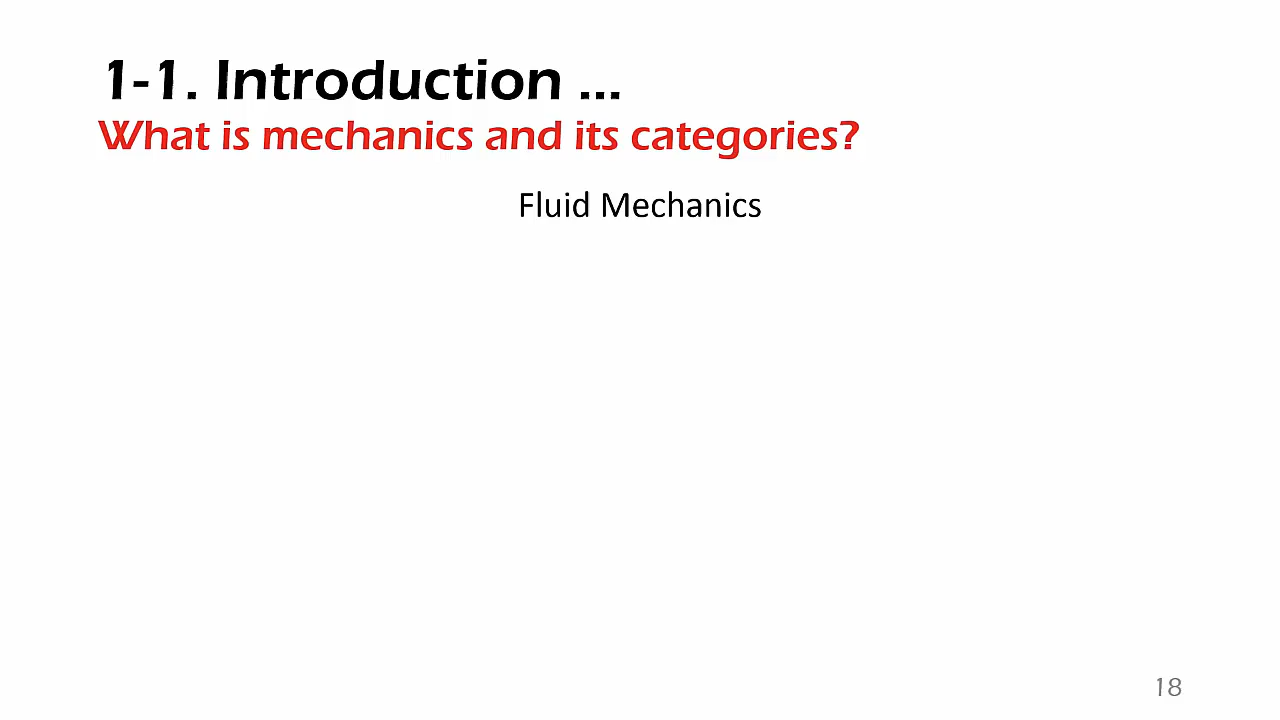 1-1. Introduction ...
What is mechanics and its categories?
Fluid Mechanics
18